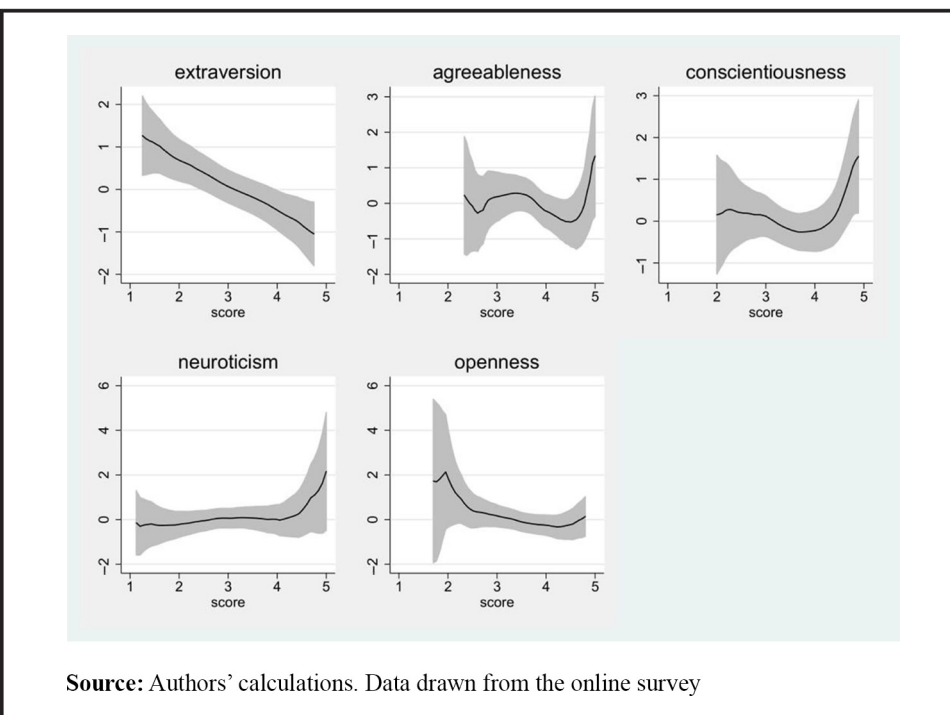 extraversion
2
1
0
−1
−2
1 2 3 4 5
score
agreeableness
3
2
1
0
−1
−2
1 2 3 4 5
score
conscientiousness
3
2
1
0
−1
1 2 3 4 5
score
neuroticism
6
4
2
0
−2
1 2 3 4 5
score
openness
6
4
2
0
−2
1 2 3 4 5
score
Source: Authors’ calculations. Data drawn from the online survey